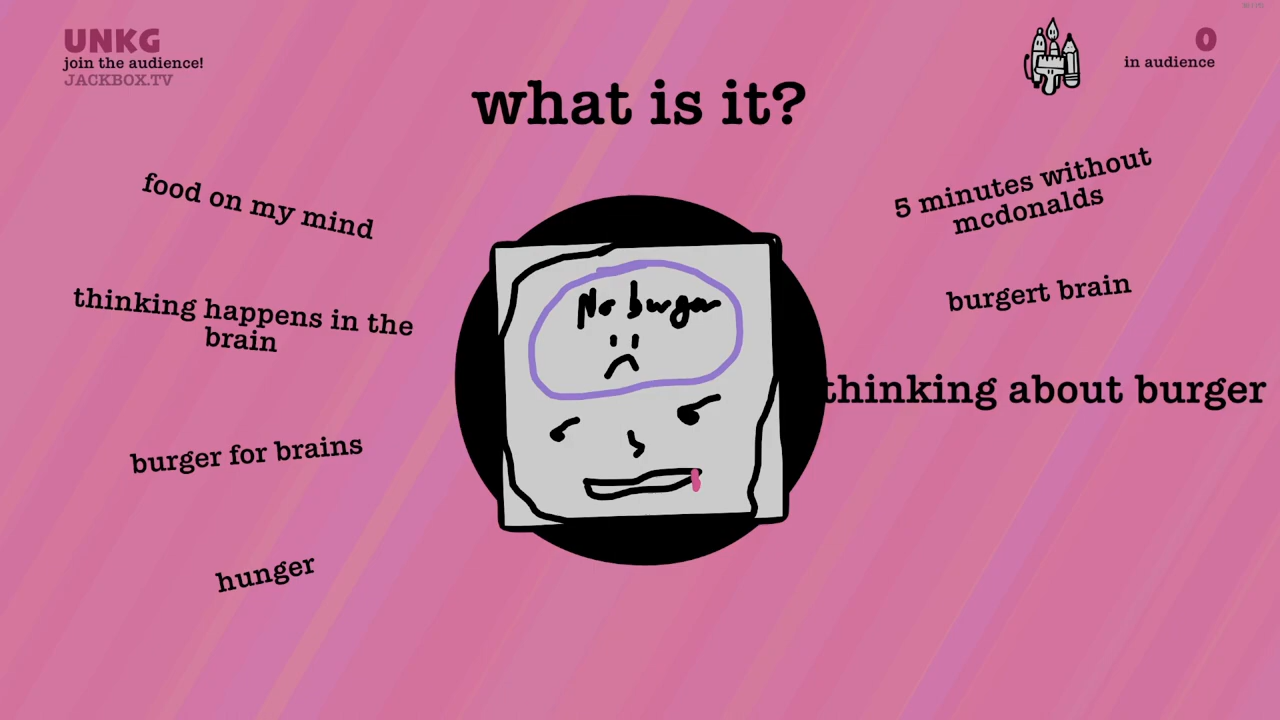 UNKG
join the audience!
JACKBOX.TV
0
in audience
what is it?
food on my mind
thinking happens in the
brain
burger for brains
hunger
5 minutes without
mcdonalds
burgert brain
thinking about burger
No burger